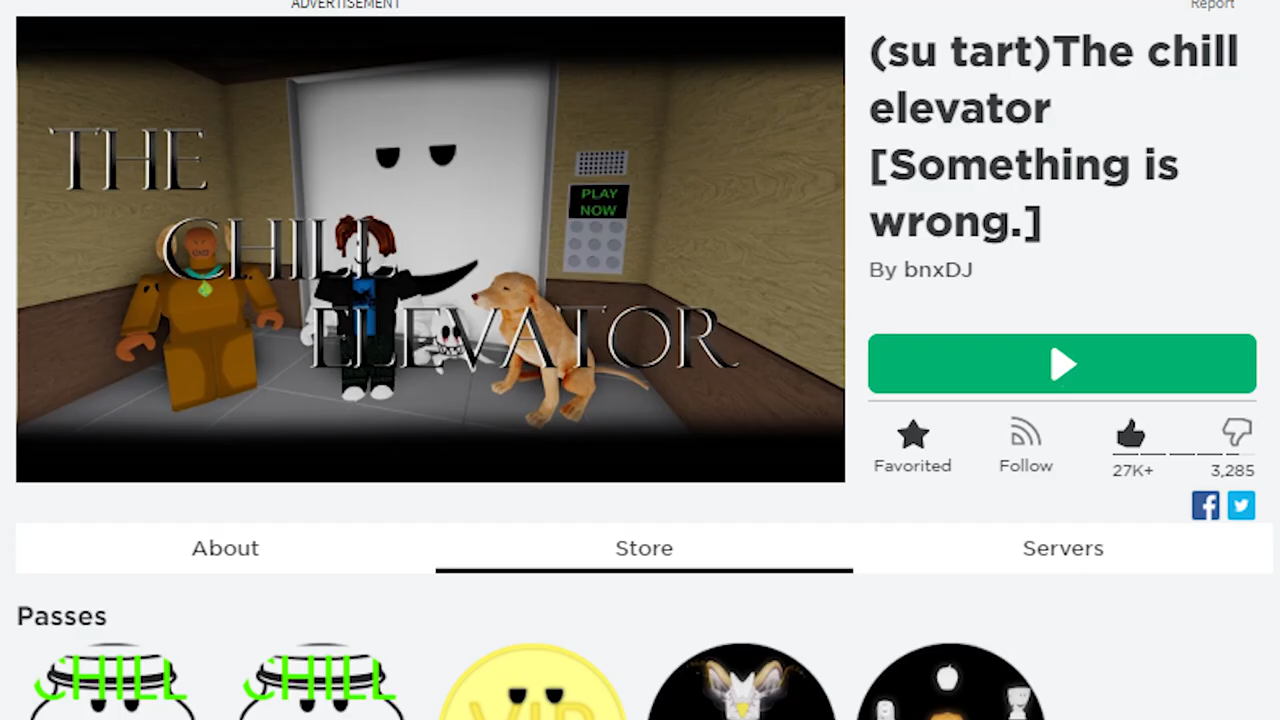 ADVERTISEMENT
Report
THE
CHILL
ELEVATOR
PLAY
NOW
(su tart)The chill
elevator
[Something is
wrong.]
By bnxDJ
Favorited
Follow
27K+
3,285
About
Store
Servers
Passes
CHILL
CHILL
VIP